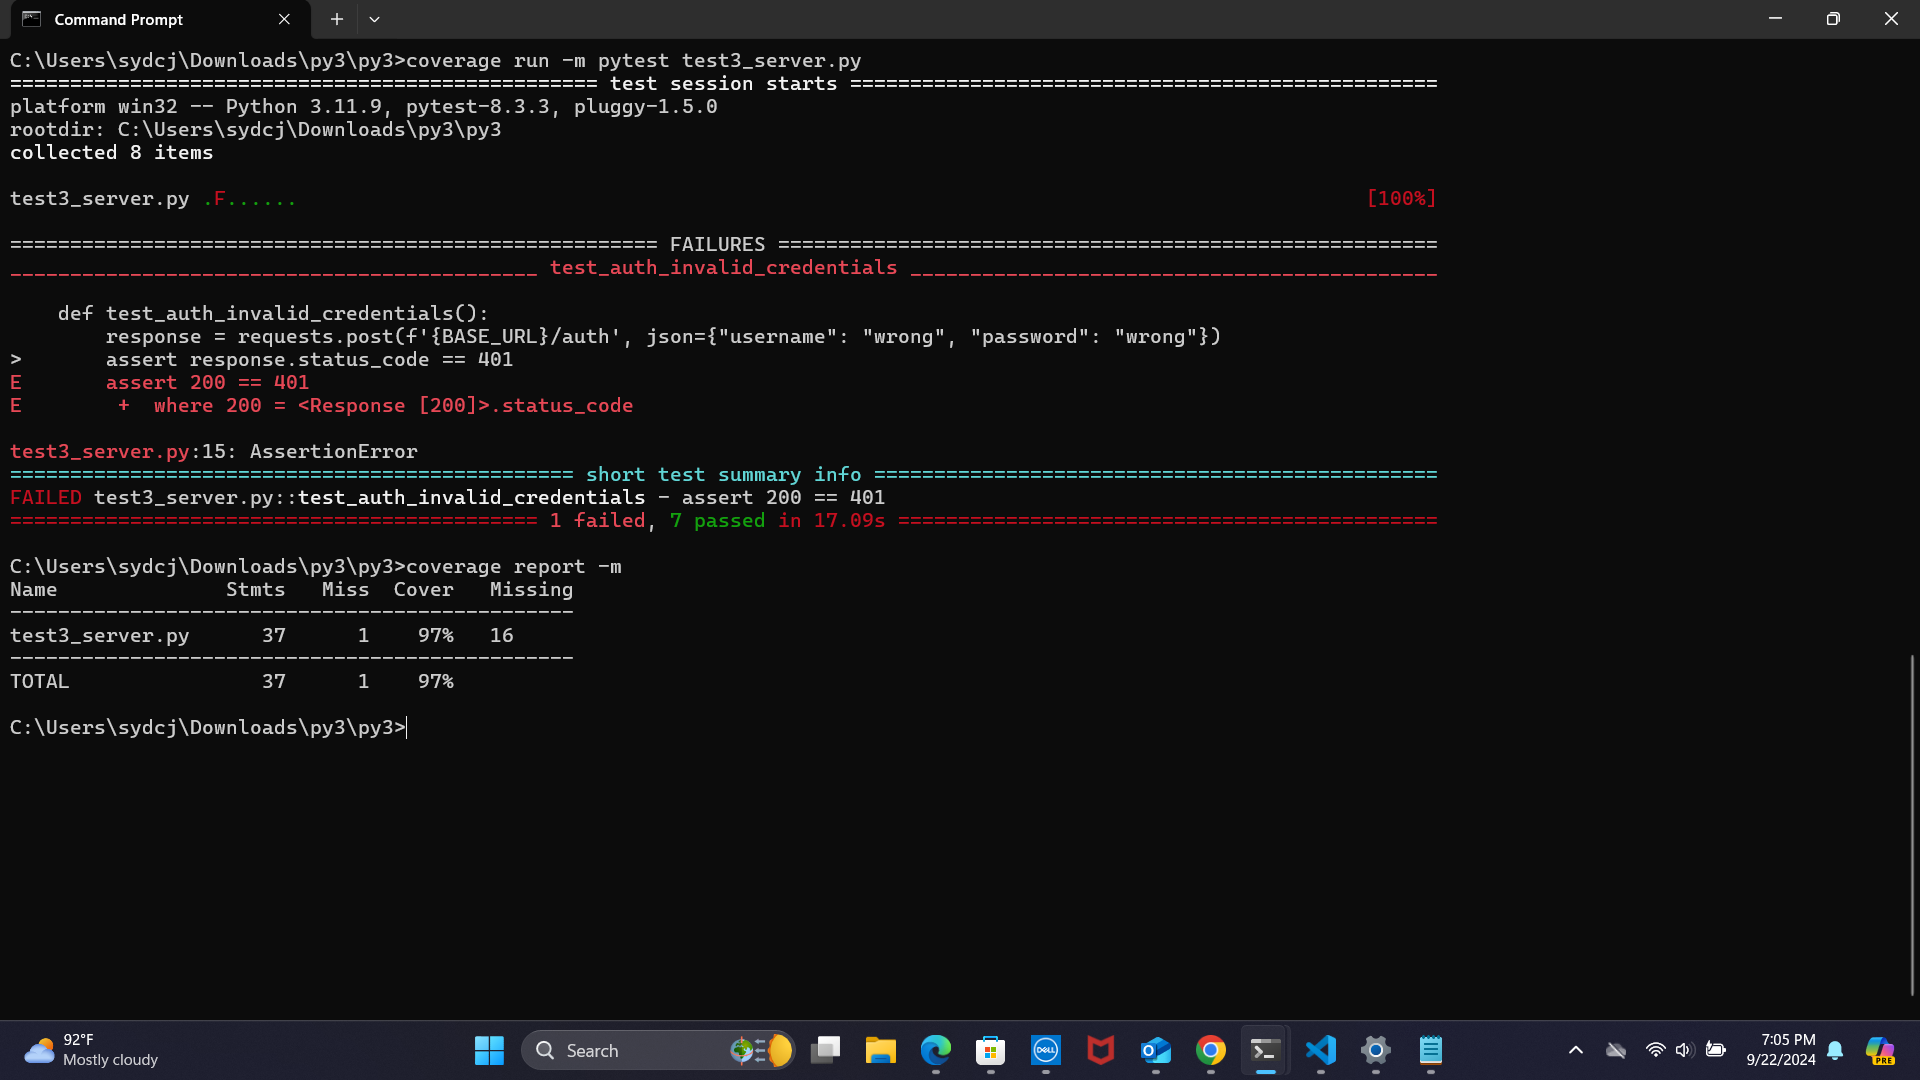 Command Prompt
C:\Users\sydcj\Downloads\py3\py3>coverage run -m pytest test3_server.py
================================================= test session starts =================================================
platform win32 -- Python 3.11.9, pytest-8.3.3, pluggy-1.5.0
rootdir: C:\Users\sydcj\Downloads\py3\py3
collected 8 items
test3_server.py .F...... [100%]
====================================================== FAILURES =======================================================
____________________________________________ test_auth_invalid_credentials ____________________________________________
def test_auth_invalid_credentials():
response = requests.post(f'{BASE_URL}/auth', json={"username": "wrong", "password": "wrong"})
> assert response.status_code == 401
E assert 200 == 401
E + where 200 = <Response [200]>.status_code
test3_server.py:15: AssertionError
=============================================== short test summary info ===============================================
FAILED test3_server.py::test_auth_invalid_credentials - assert 200 == 401
============================================ 1 failed, 7 passed in 17.09s =============================================
C:\Users\sydcj\Downloads\py3\py3>coverage report -m
Name Stmts Miss Cover Missing
-----------------------------------------------
test3_server.py 37 1 97% 16
-----------------------------------------------
TOTAL 37 1 97%
C:\Users\sydcj\Downloads\py3\py3>
92°F
Mostly cloudy
Search
DELL
7:05 PM
9/22/2024
PRE